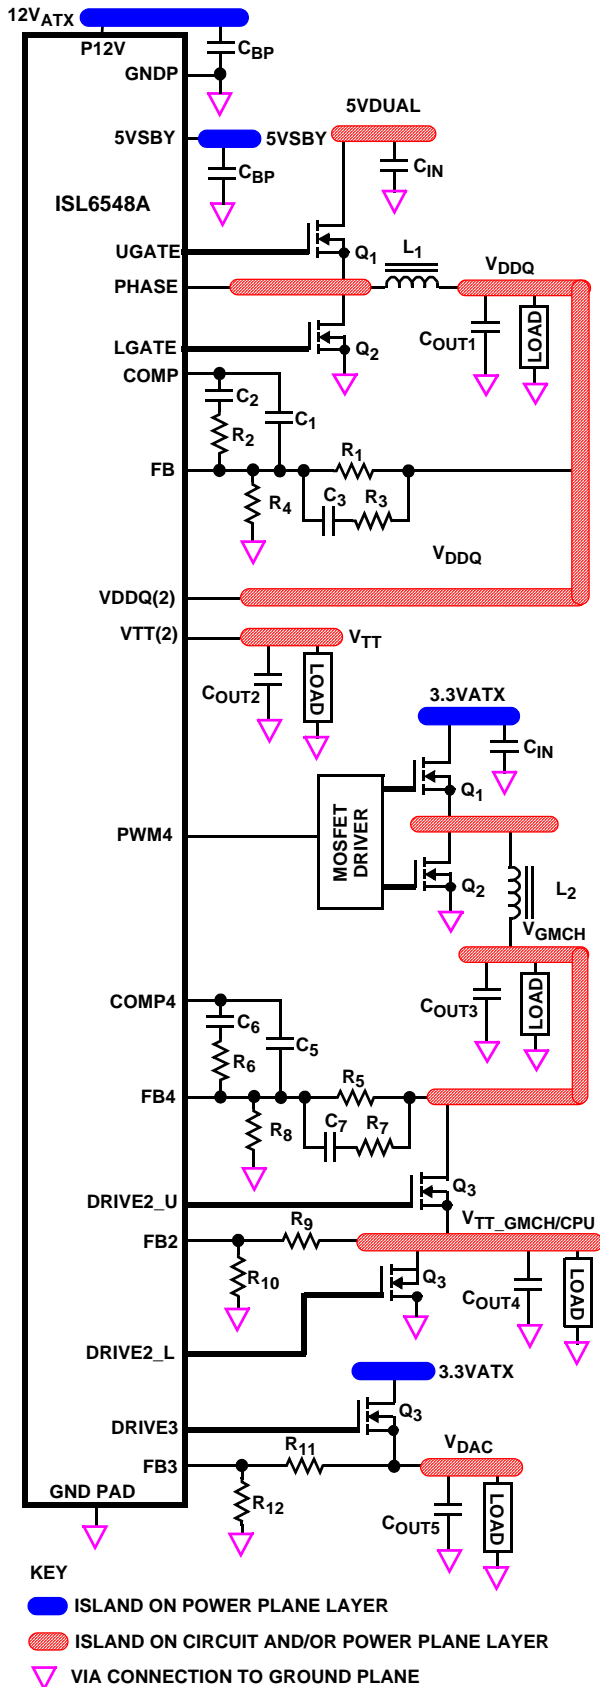 12VATX
P12V
CBP
GNDP
5VDUAL
5VSBY
5VSBY
CIN
CBP
ISL6548A
UGATE
Q1
L1
VDDQ
PHASE
LGATE
Q2
COUT1
LOAD
COMP
C2
C1
R2
R1
FB
C3
R3
R4
VDDQ
VDDQ(2)
VTT(2)
VTT
COUT2
LOAD
3.3VATX
CIN
Q1
PWM4
MOSFET
DRIVER
Q2
L2
VGMCH
COMP4
COUT3
LOAD
C6
C5
R6
R5
FB4
C7
R7
R8
Q3
DRIVE2_U
R9
VTT_GMCH/CPU
FB2
R10
Q3
COUT4
LOAD
DRIVE2_L
3.3VATX
Q3
DRIVE3
R11
VDAC
FB3
GND PAD
R12
COUT5
LOAD
KEY
ISLAND ON POWER PLANE LAYER
ISLAND ON CIRCUIT AND/OR POWER PLANE LAYER
VIA CONNECTION TO GROUND PLANE